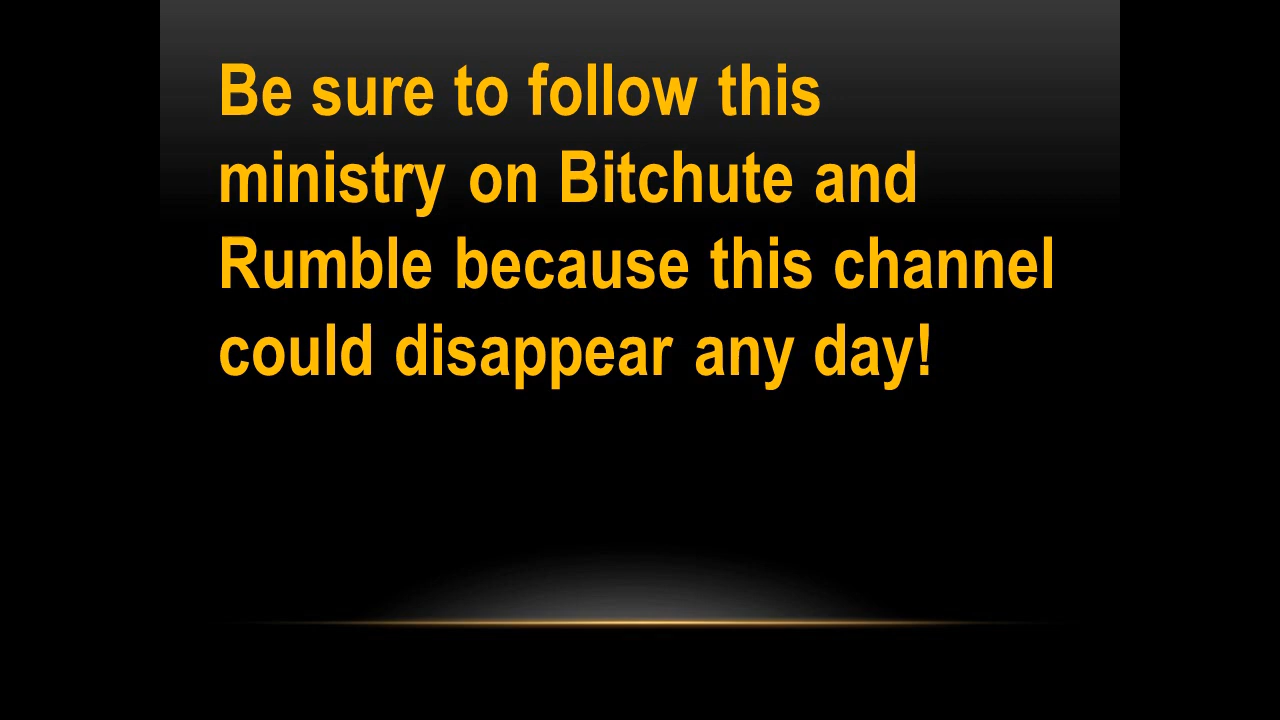 Be sure to follow this
ministry on Bitchute and
Rumble because this channel
could disappear any day!